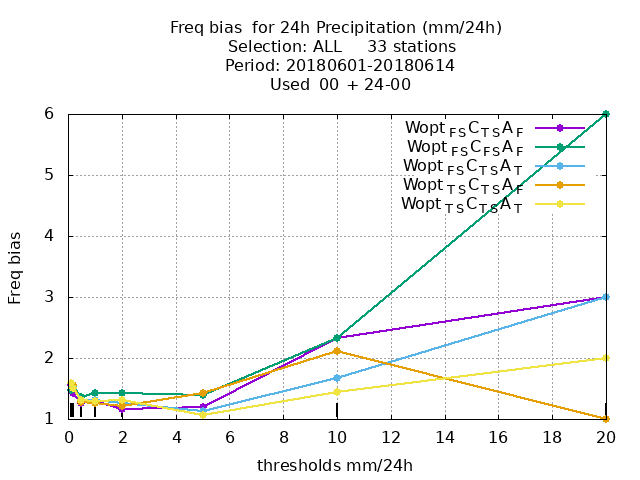 Freq bias  for 24h Precipitation (mm/24h)
Selection: ALL     33 stations
Period: 20180601-20180614
Used  00 + 24-00
Wopt FS C TS A F
Wopt FS C FS A F
Wopt FS C TS A T
Wopt TS C TS A F
Wopt TS C TS A T
6
5
4
3
2
1
Freq bias
0 2 4 6 8 10 12 14 16 18 20
thresholds mm/24h